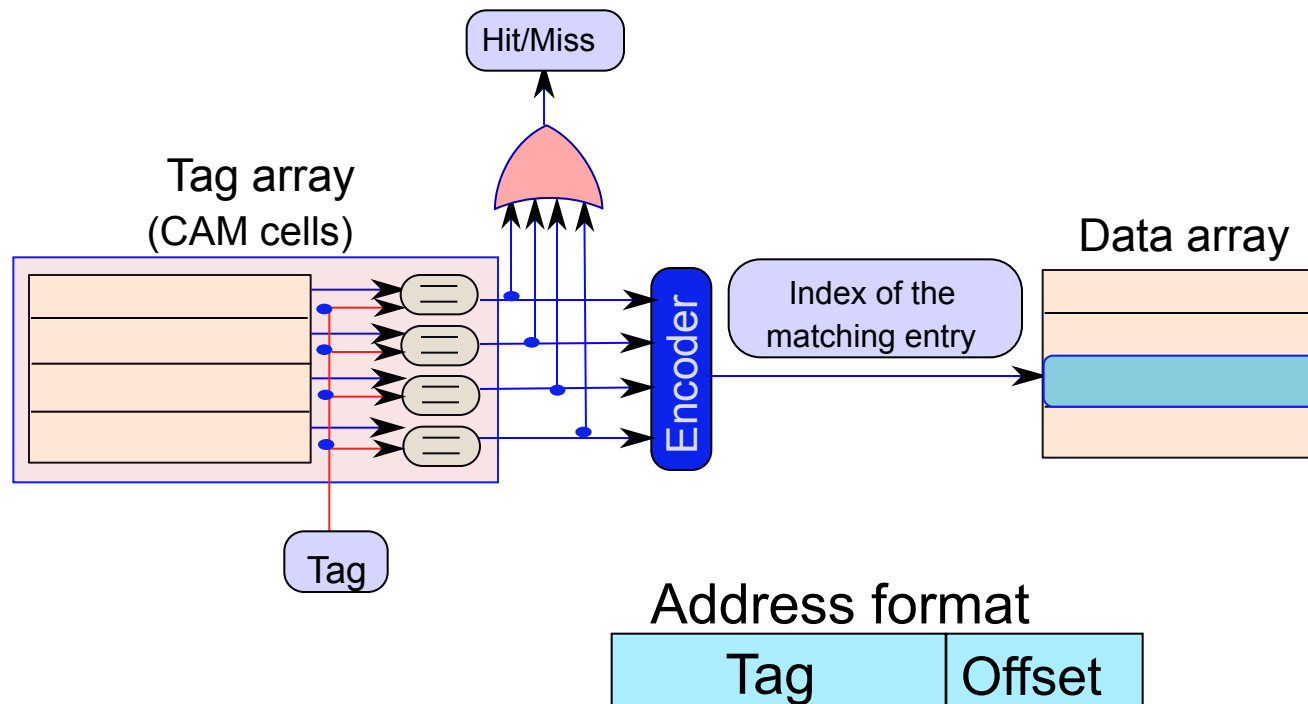 Hit/Miss
Tag array
(CAM cells)
Data array
Index of the
matching entry
Encoder
Tag
Address format
Tag
Offset